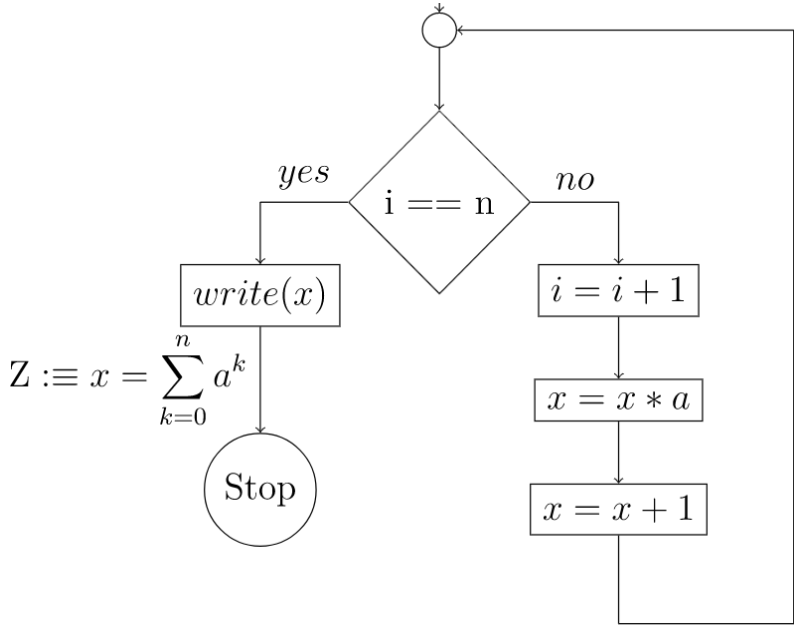 yes
no
i == n
write(x)
i = i + 1
Z :≡ x = ∑_{k=0}^{n} a^k
x = x ∗ a
Stop
x = x + 1